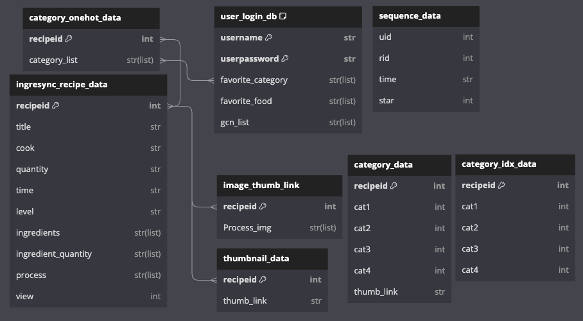 category_onehot_data
recipeid int
category_list str(list)
ingresync_recipe_data
recipeid int
title str
cook str
quantity str
time str
level str
ingredients str(list)
ingredient_quantity str(list)
process str(list)
view int
user_login_db
username str
userpassword str
favorite_category str(list)
favorite_food str(list)
gcn_list str(list)
sequence_data
uid int
rid int
time str
star int
image_thumb_link
recipeid int
Process_img str(list)
thumbnail_data
recipeid int
thumb_link str
category_data
recipeid int
cat1 int
cat2 int
cat3 int
cat4 int
thumb_link str
category_idx_data
recipeid int
cat1 int
cat2 int
cat3 int
cat4 int